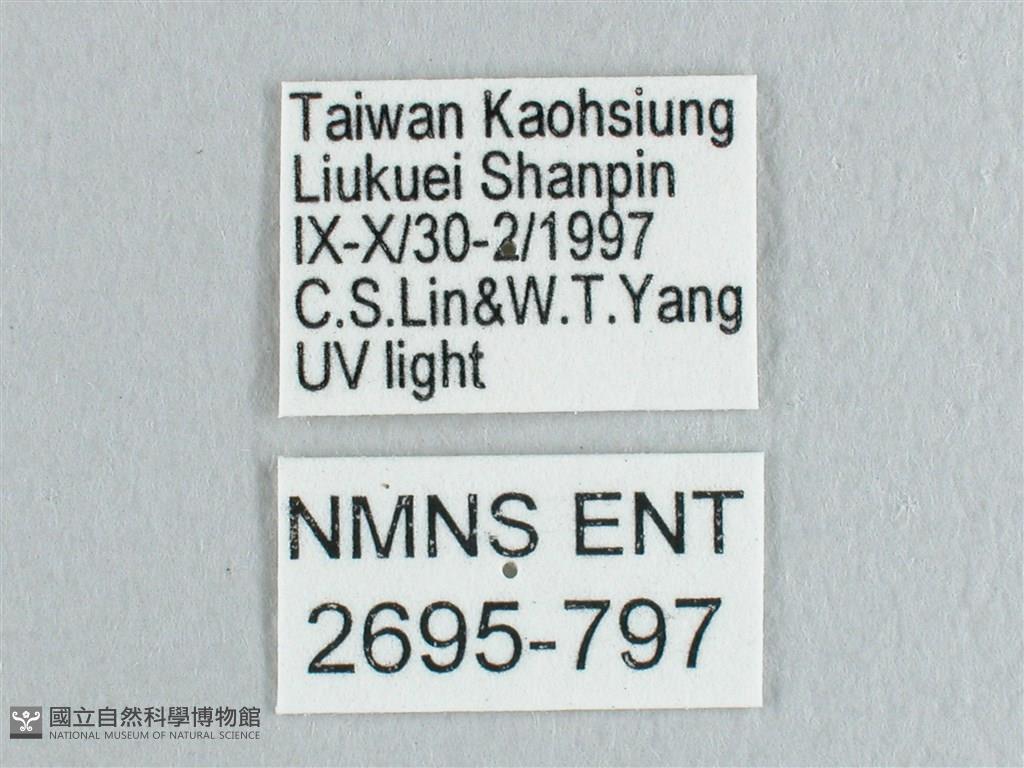 Taiwan Kaohsiung
Liukuei Shanpin
IX-X/30-2/1997
C.S.Lin&W.T.Yang
UV light
NMNS ENT
2695-797
國立自然科學博物館
NATIONAL MUSEUM OF NATURAL SCIENCE